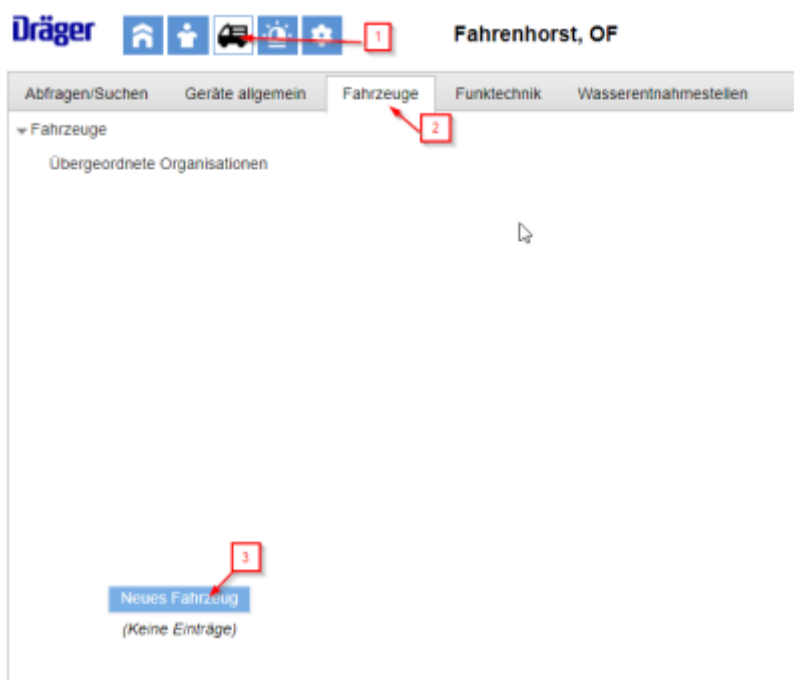 Dräger
1
Fahrenhorst, OF
Abfragen/Suchen Geräte allgemein Fahrzeuge Funktechnik Wasserentnahmestellen
2
Fahrzeuge
Übergeordnete Organisationen
3
Neues Fahrzeug
(Keine Einträge)